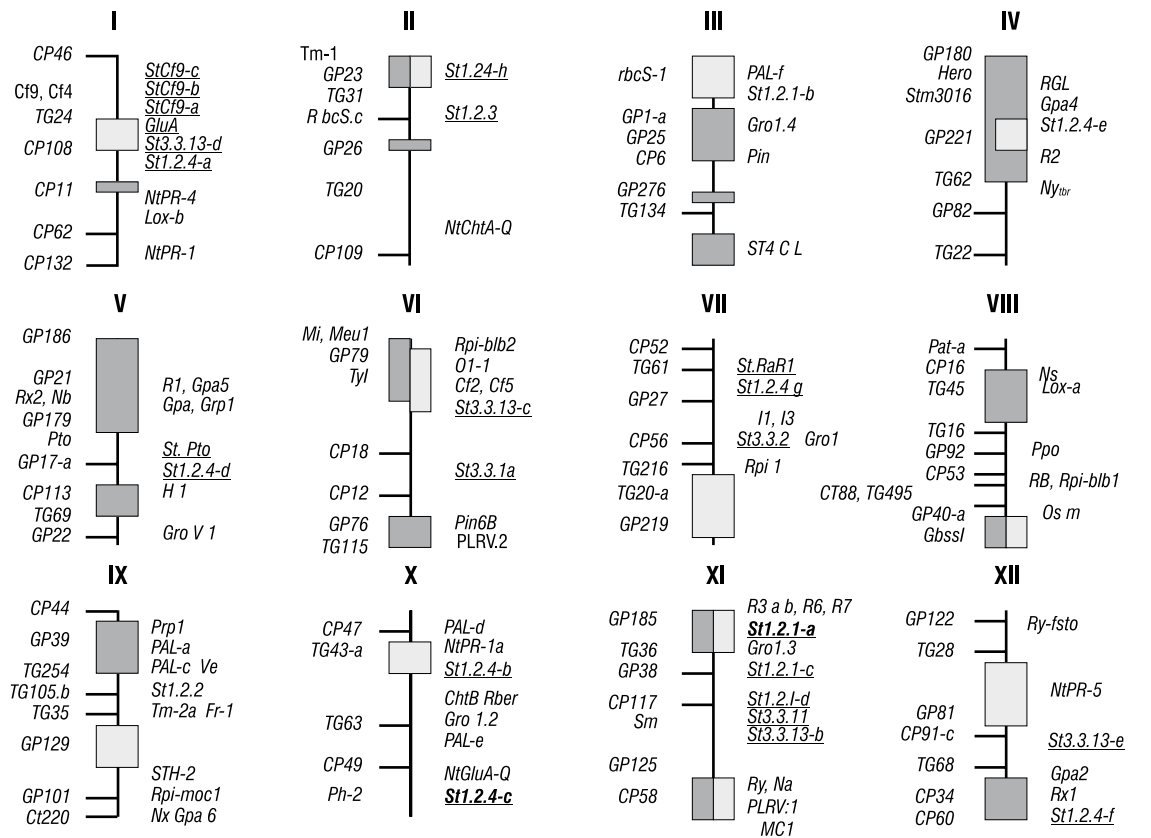 I
CP46
Cf9, Cf4
TG24
CP108
CP11
CP62
CP132
StCf9-c
StCf9-b
StCf9-a
GluA
St3.3.13-d
St1.2.4-a
NtPR-4
Lox-b
NtPR-1
II
Tm-1
GP23
TG31
R bcS.c
GP26
TG20
CP109
St1.24-h
St1.2.3
NtChtA-Q
III
rbcS-1
GP1-a
GP25
CP6
GP276
TG134
PAL-f
St1.2.1-b
Gro1.4
Pin
ST4 C L
IV
GP180
Hero
Stm3016
GP221
TG62
GP82
TG22
RGL
Gpa4
St1.2.4-e
R2
Nytbr
V
GP186
GP21
Rx2, Nb
GP179
Pto
GP17-a
CP113
TG69
GP22
R1, Gpa5
Gpa, Grp1
St. Pto
St1.2.4-d
H 1
Gro V 1
VI
Mi, Meu1
GP79
Tyl
CP18
CP12
GP76
TG115
Rpi-blb2
O1-1
Cf2, Cf5
St3.3.13-c
St3.3.1a
Pin6B
PLRV.2
VII
CP52
TG61
GP27
CP56
TG216
TG20-a
GP219
St.RaR1
St1.2.4 g
I1, I3
St3.3.2 Gro1
Rpi 1
VIII
Pat-a
CP16
TG45
TG16
GP92
CP53
CT88, TG495
GP40-a
GbssI
Ns
Lox-a
Ppo
RB, Rpi-blb1
Os m
IX
CP44
GP39
TG254
TG105.b
TG35
GP129
GP101
Ct220
Prp1
PAL-a
PAL-c Ve
St1.2.2
Tm-2a Fr-1
STH-2
Rpi-moc1
Nx Gpa 6
X
CP47
TG43-a
TG63
CP49
Ph-2
PAL-d
NtPR-1a
St1.2.4-b
ChtB Rber
Gro 1.2
PAL-e
NtGluA-Q
St1.2.4-c
XI
GP185
TG36
GP38
CP117
Sm
GP125
CP58
R3 a b, R6, R7
St1.2.1-a
Gro1.3
St1.2.1-c
St1.2.I-d
St3.3.11
St3.3.13-b
Ry, Na
PLRV:1
MC1
XII
GP122
TG28
GP81
CP91-c
TG68
CP34
CP60
Ry-fsto
NtPR-5
St3.3.13-e
Gpa2
Rx1
St1.2.4-f